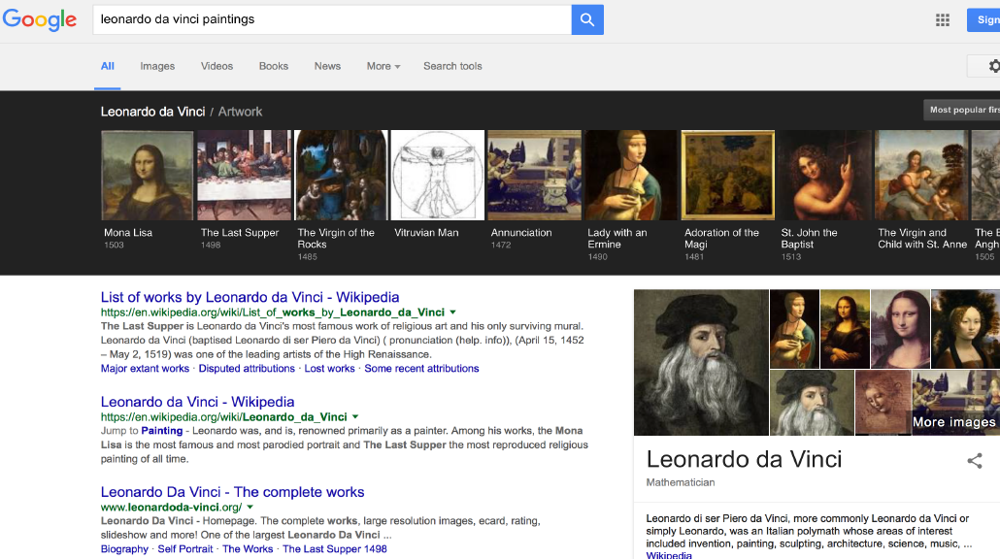 Google
leonardo da vinci paintings
Sign
All Images Videos Books News More Search tools
Leonardo da Vinci / Artwork
Most popular firs
Mona Lisa
1503
The Last Supper
1498
The Virgin of the
Rocks
1485
Vitruvian Man
Annunciation
1472
Lady with an
Ermine
1490
Adoration of the
Magi
1481
St. John the
Baptist
1513
The Virgin and
Child with St. Anne
The B
Angh
1505
List of works by Leonardo da Vinci - Wikipedia
https://en.wikipedia.org/wiki/List_of_works_by_Leonardo_da_Vinci
The Last Supper is Leonardo da Vinci's most famous work of religious art and his only surviving mural.
Leonardo da Vinci (baptised Leonardo di ser Piero da Vinci) ( pronunciation (help. info)), (April 15, 1452
– May 2, 1519) was one of the leading artists of the High Renaissance.
Major extant works · Disputed attributions · Lost works · Some recent attributions
Leonardo da Vinci - Wikipedia
https://en.wikipedia.org/wiki/Leonardo_da_Vinci
Jump to Painting - Leonardo was, and is, renowned primarily as a painter. Among his works, the Mona
Lisa is the most famous and most parodied portrait and The Last Supper the most reproduced religious
painting of all time.
Leonardo Da Vinci - The complete works
www.leonardoda-vinci.org/
Leonardo Da Vinci - Homepage. The complete works, large resolution images, ecard, rating,
slideshow and more! One of the largest Leonardo Da Vinci ...
Biography · Self Portrait · The Works · The Last Supper 1498
More images
Leonardo da Vinci
Mathematician
Leonardo di ser Piero da Vinci, more commonly Leonardo da Vinci or
simply Leonardo, was an Italian polymath whose areas of interest
included invention, painting, sculpting, architecture, science, music, ...
Wikipedia